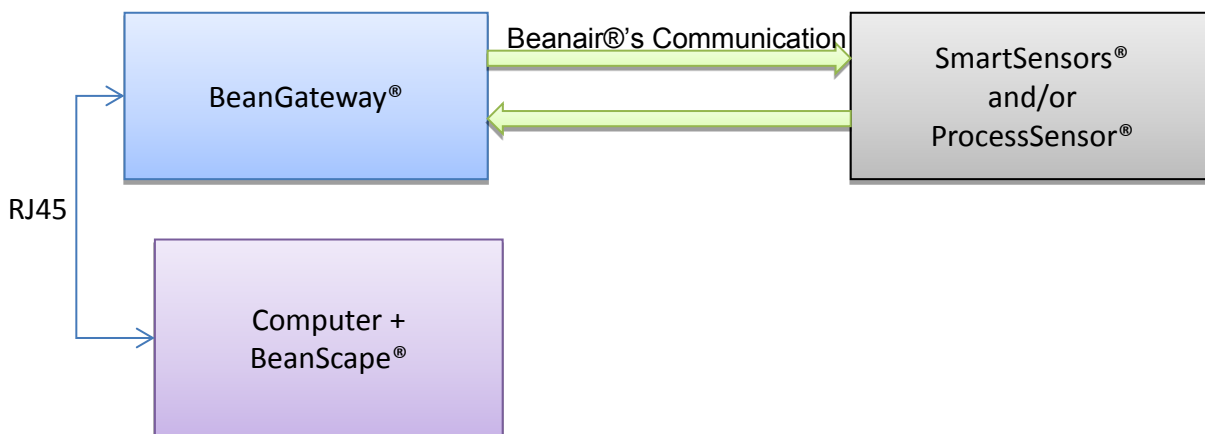 Beanair®’s Communication
BeanGateway®
SmartSensors®
and/or
ProcessSensor®
RJ45
Computer +
BeanScape®